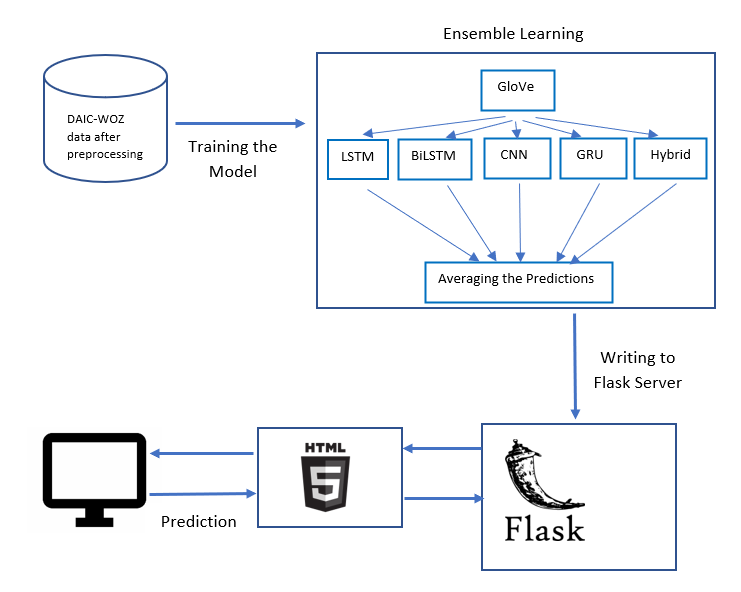 Ensemble Learning
DAIC-WOZ
data after
preprocessing
Training the
Model
GloVe
LSTM
BiLSTM
CNN
GRU
Hybrid
Averaging the Predictions
Writing to
Flask Server
HTML
5
Flask
Prediction